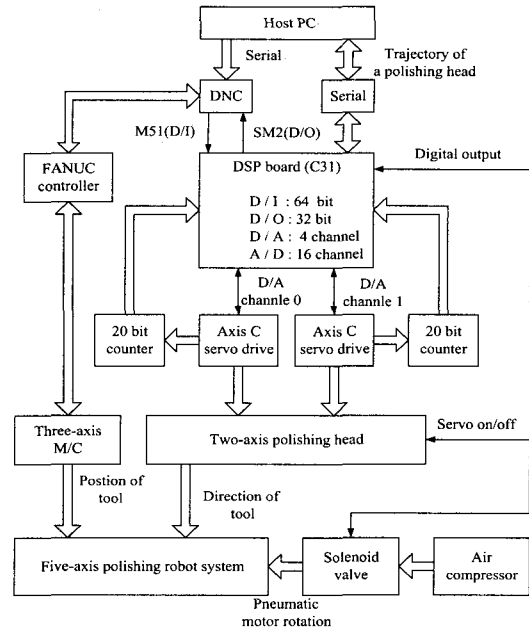 Host PC
Serial
Trajectory of
a polishing head
DNC
Serial
M51(D/I)
SM2(D/O)
FANUC
controller
DSP board (C31)
D / I : 64 bit
D / O : 32 bit
D / A : 4 channel
A / D : 16 channel
Digital output
D/A
channle 0
D/A
channle 1
20 bit
counter
Axis C
servo drive
Axis C
servo drive
20 bit
counter
Three-axis
M/C
Two-axis polishing head
Servo on/off
Postion of
tool
Direction of
tool
Five-axis polishing robot system
Solenoid
valve
Air
compressor
Pneumatic
motor rotation